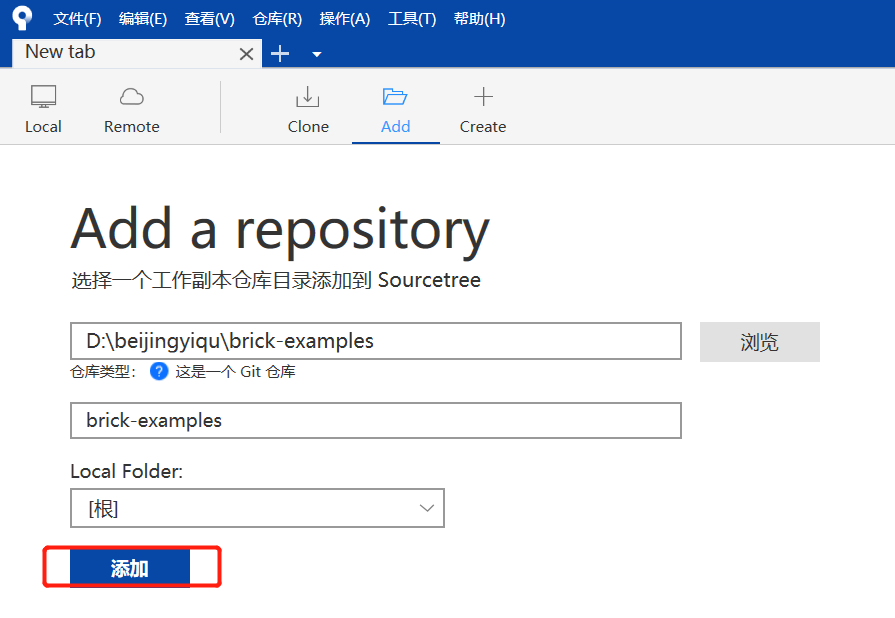 文件(F) 编辑(E) 查看(V) 仓库(R) 操作(A) 工具(T) 帮助(H)
New tab
Local Remote Clone Add Create
Add a repository
选择一个工作副本仓库目录添加到 Sourcetree
D:\beijingyiqu\brick-examples 浏览
仓库类型: ? 这是一个 Git 仓库
brick-examples
Local Folder:
[根]
添加